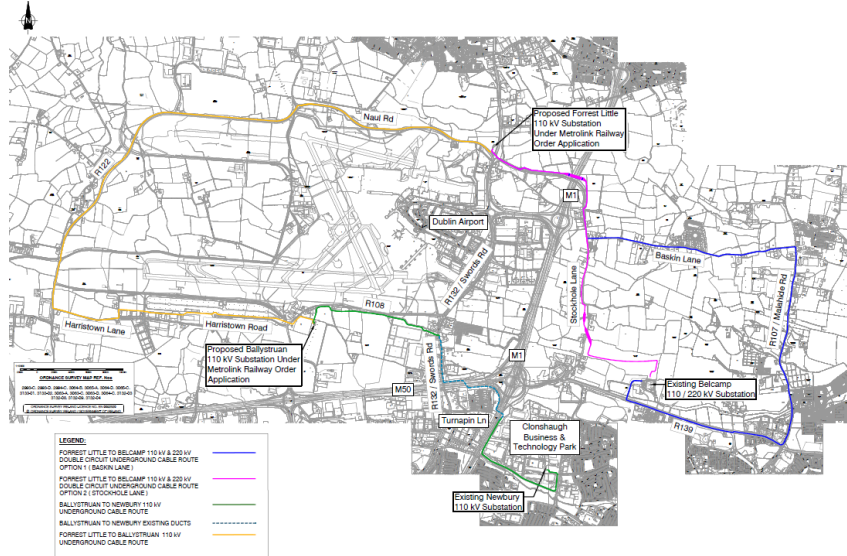 Naul Rd
Proposed Forrest Little
110 kV Substation
Under Metrolink Railway
Order Application
R122
M1
Dublin Airport
R132 / Swords Rd
Baskin Lane
Stockhole Lane
R107 / Malahide Rd
R108
Harristown Lane
Harristown Road
Proposed Ballystruan
110 kV Substation Under
Metrolink Railway Order
Application
R132 / Swords Rd
M1
M50
Existing Belcamp
110 / 220 kV Substation
Turnapin Ln
Clonshaugh
Business &
Technology Park
R139
Existing Newbury
110 kV Substation
ORDNANCE SURVEY MAP REF. Nos.
LEGEND:
FORREST LITTLE TO BELCAMP 110 kV & 220 kV
DOUBLE CIRCUIT UNDERGROUND CABLE ROUTE
OPTION 1 ( BASKIN LANE )
FORREST LITTLE TO BELCAMP 110 kV & 220 kV
DOUBLE CIRCUIT UNDERGROUND CABLE ROUTE
OPTION 2 ( STOCKHOLE LANE )
BALLYSTRUAN TO NEWBURY 110 kV
UNDERGROUND CABLE ROUTE
BALLYSTRUAN TO NEWBURY EXISTING DUCTS
FORREST LITTLE TO BALLYSTRUAN 110 kV
UNDERGROUND CABLE ROUTE